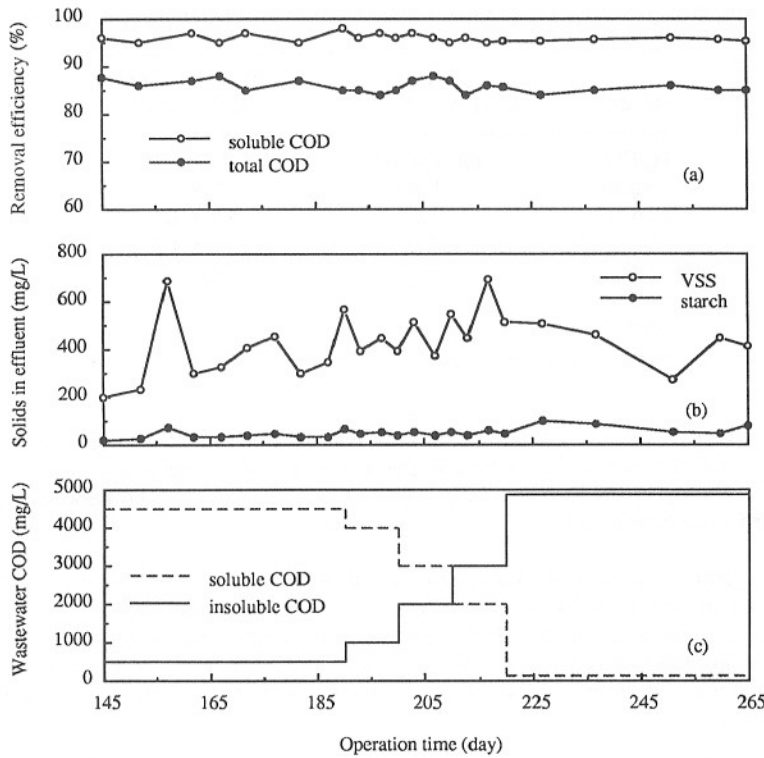 100
90
80
70
60
Removal efficiency (%)
soluble COD
total COD
(a)
800
600
400
200
0
Solids in effluent (mg/L)
VSS
starch
(b)
5000
4000
3000
2000
1000
0
Wastewater COD (mg/L)
soluble COD
insoluble COD
(c)
145 165 185 205 225 245 265
Operation time (day)